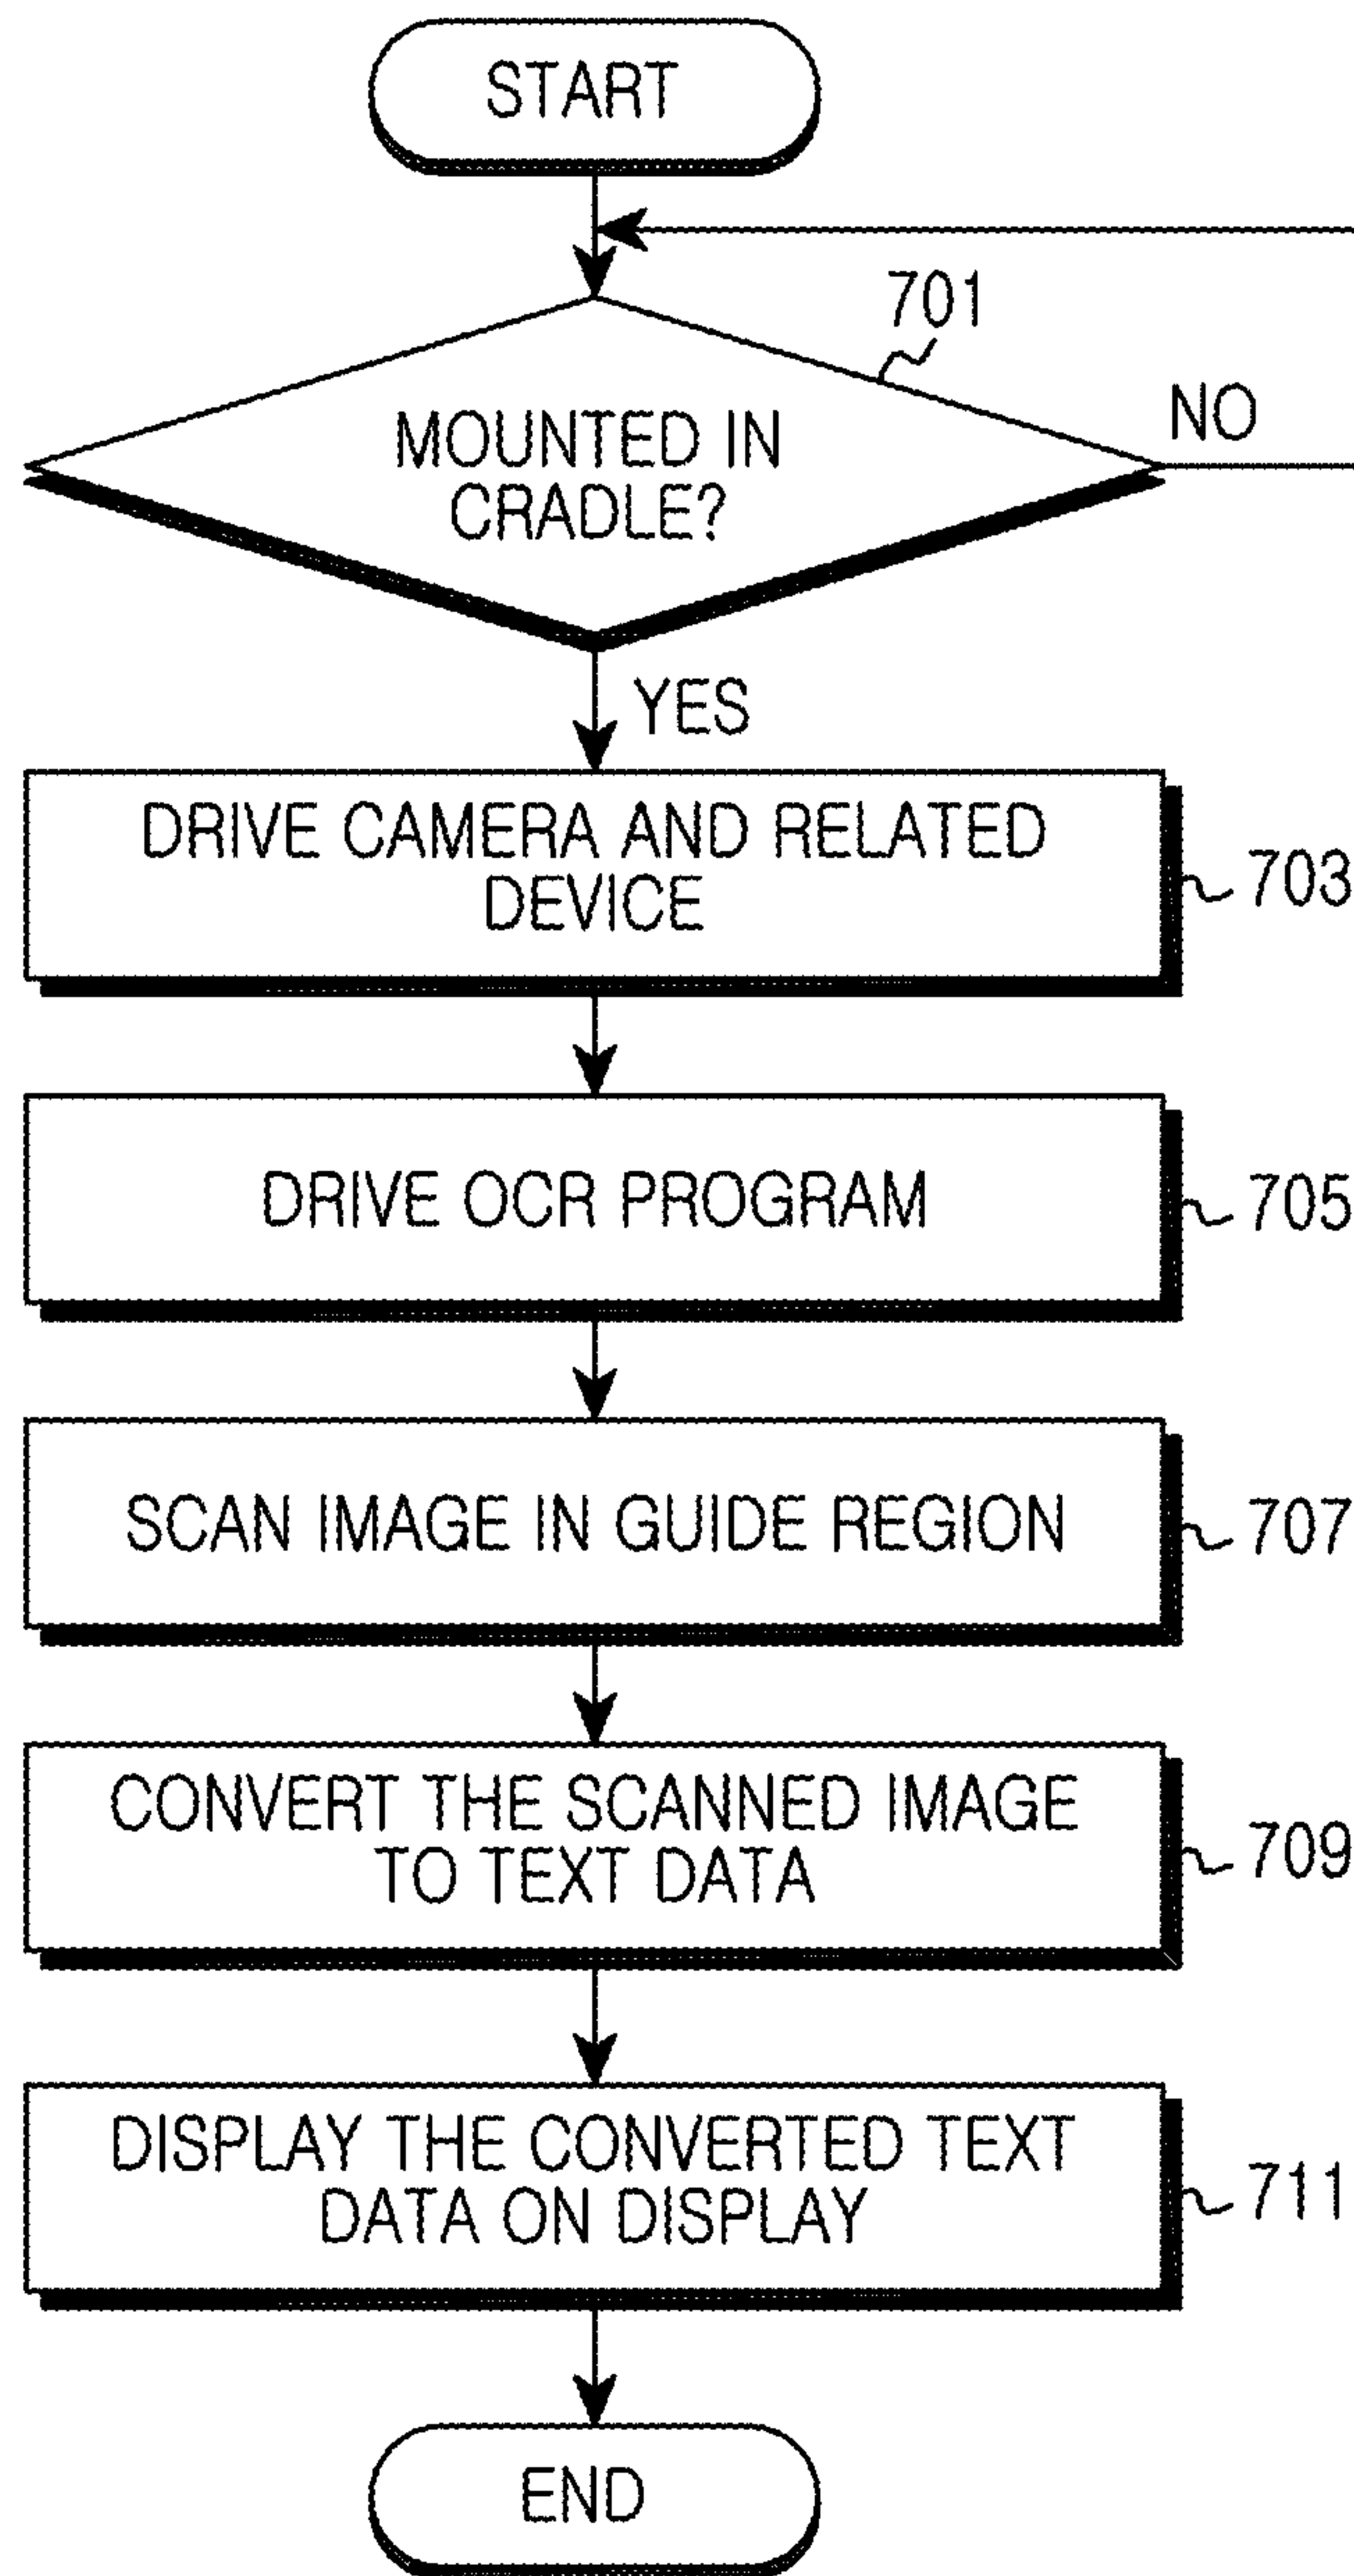 START
701
MOUNTED IN
CRADLE?
NO
YES
DRIVE CAMERA AND RELATED
DEVICE
703
DRIVE OCR PROGRAM
705
SCAN IMAGE IN GUIDE REGION
707
CONVERT THE SCANNED IMAGE
TO TEXT DATA
709
DISPLAY THE CONVERTED TEXT
DATA ON DISPLAY
711
END